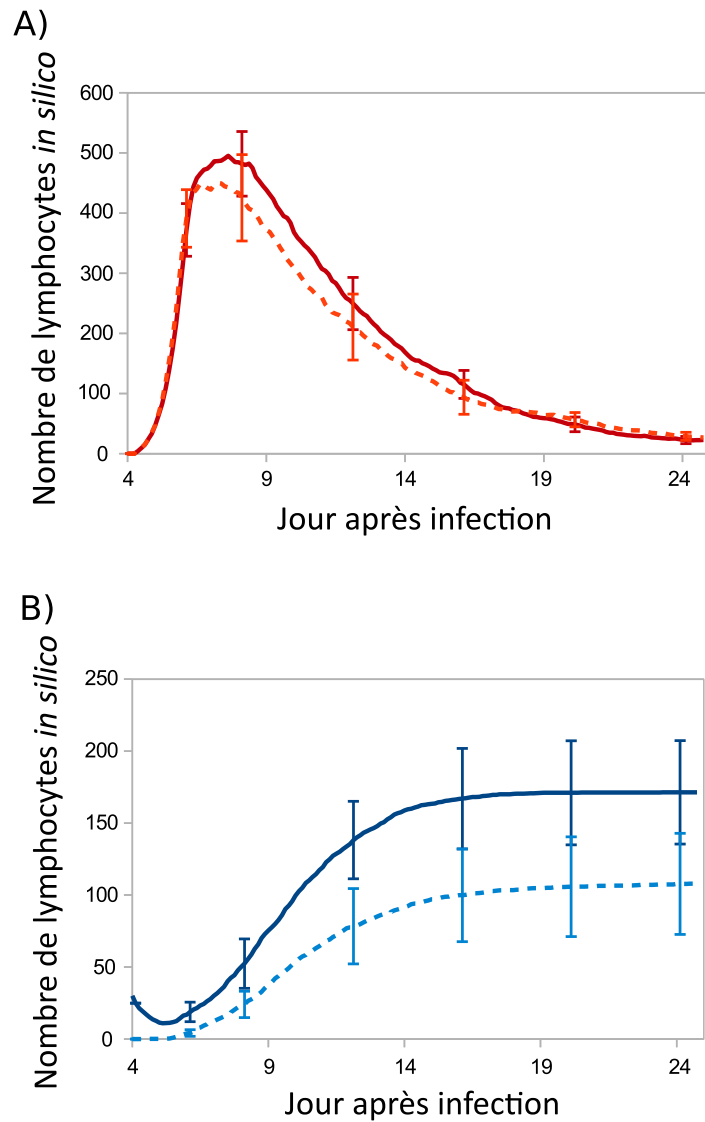 A)
Nombre de lymphocytes in silico
600
500
400
300
200
100
0
4 9 14 19 24
Jour après infection
B)
Nombre de lymphocytes in silico
250
200
150
100
50
0
4 9 14 19 24
Jour après infection